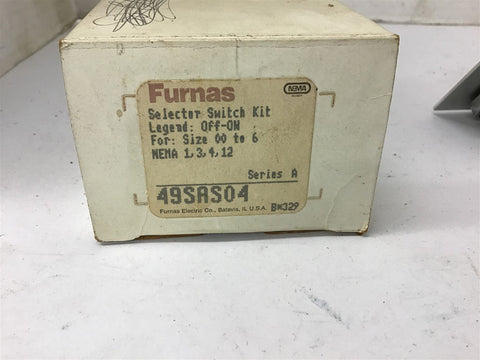 Furnas
NEMA
Selector Switch Kit
Legend: Off-ON
For: Size 00 to 6
NEMA 1,3,4,12
Series A
49SAS04
Furnas Electric Co., Batavia, IL U.S.A.